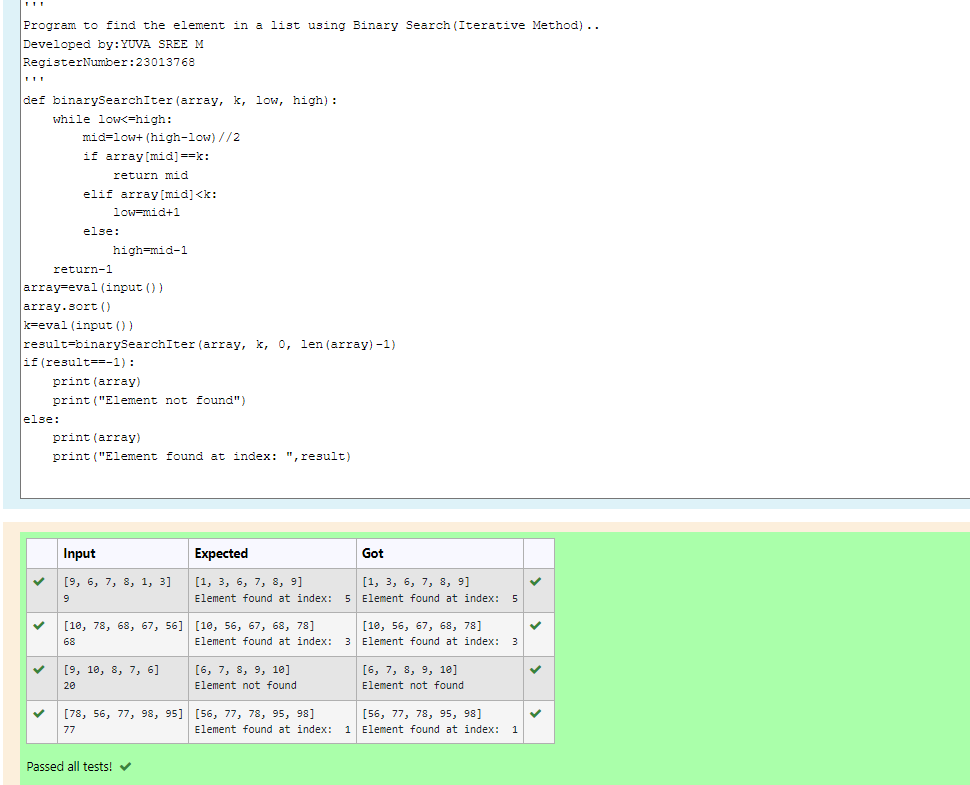 '''
Program to find the element in a list using Binary Search(Iterative Method)..
Developed by:YUVA SREE M
RegisterNumber:23013768
'''
def binarySearchIter(array, k, low, high):
    while low<=high:
        mid=low+(high-low)//2
        if array[mid]==k:
            return mid
        elif array[mid]<k:
            low=mid+1
        else:
            high=mid-1
    return-1
array=eval(input())
array.sort()
k=eval(input())
result=binarySearchIter(array, k, 0, len(array)-1)
if(result==-1):
    print(array)
    print("Element not found")
else:
    print(array)
    print("Element found at index: ",result)
Input Expected Got
[9, 6, 7, 8, 1, 3] [1, 3, 6, 7, 8, 9] [1, 3, 6, 7, 8, 9]
9 Element found at index:  5 Element found at index:  5
[10, 78, 68, 67, 56] [10, 56, 67, 68, 78] [10, 56, 67, 68, 78]
68 Element found at index:  3 Element found at index:  3
[9, 10, 8, 7, 6] [6, 7, 8, 9, 10] [6, 7, 8, 9, 10]
20 Element not found Element not found
[78, 56, 77, 98, 95] [56, 77, 78, 95, 98] [56, 77, 78, 95, 98]
77 Element found at index:  1 Element found at index:  1
Passed all tests!